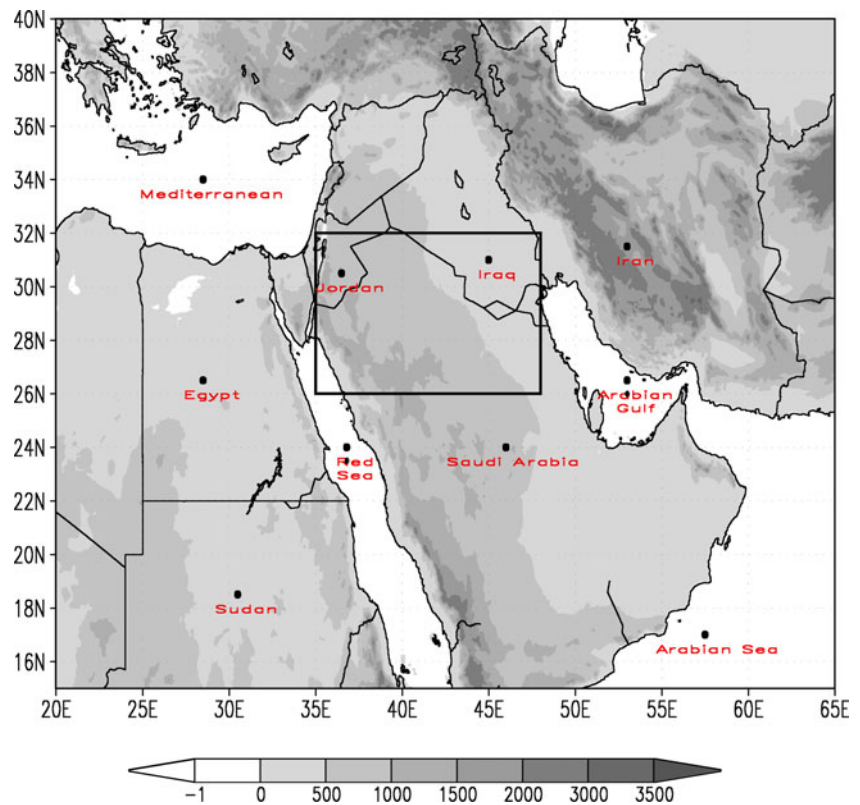 40N
38N
36N
34N
Mediterranean
32N
Iran
30N
Jordan
Iraq
28N
26N
Egypt
Arabian
Gulf
24N
Red
Sea
Saudi Arabia
22N
20N
18N
Sudan
Arabian Sea
16N
20E 25E 30E 35E 40E 45E 50E 55E 60E 65E
-1 0 500 1000 1500 2000 3000 3500